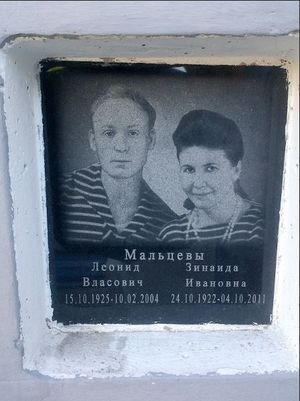 Мальцевы
Леонид Зинаида
Власович Ивановна
15.10.1925-10.02.2004 24.10.1922-04.10.2011